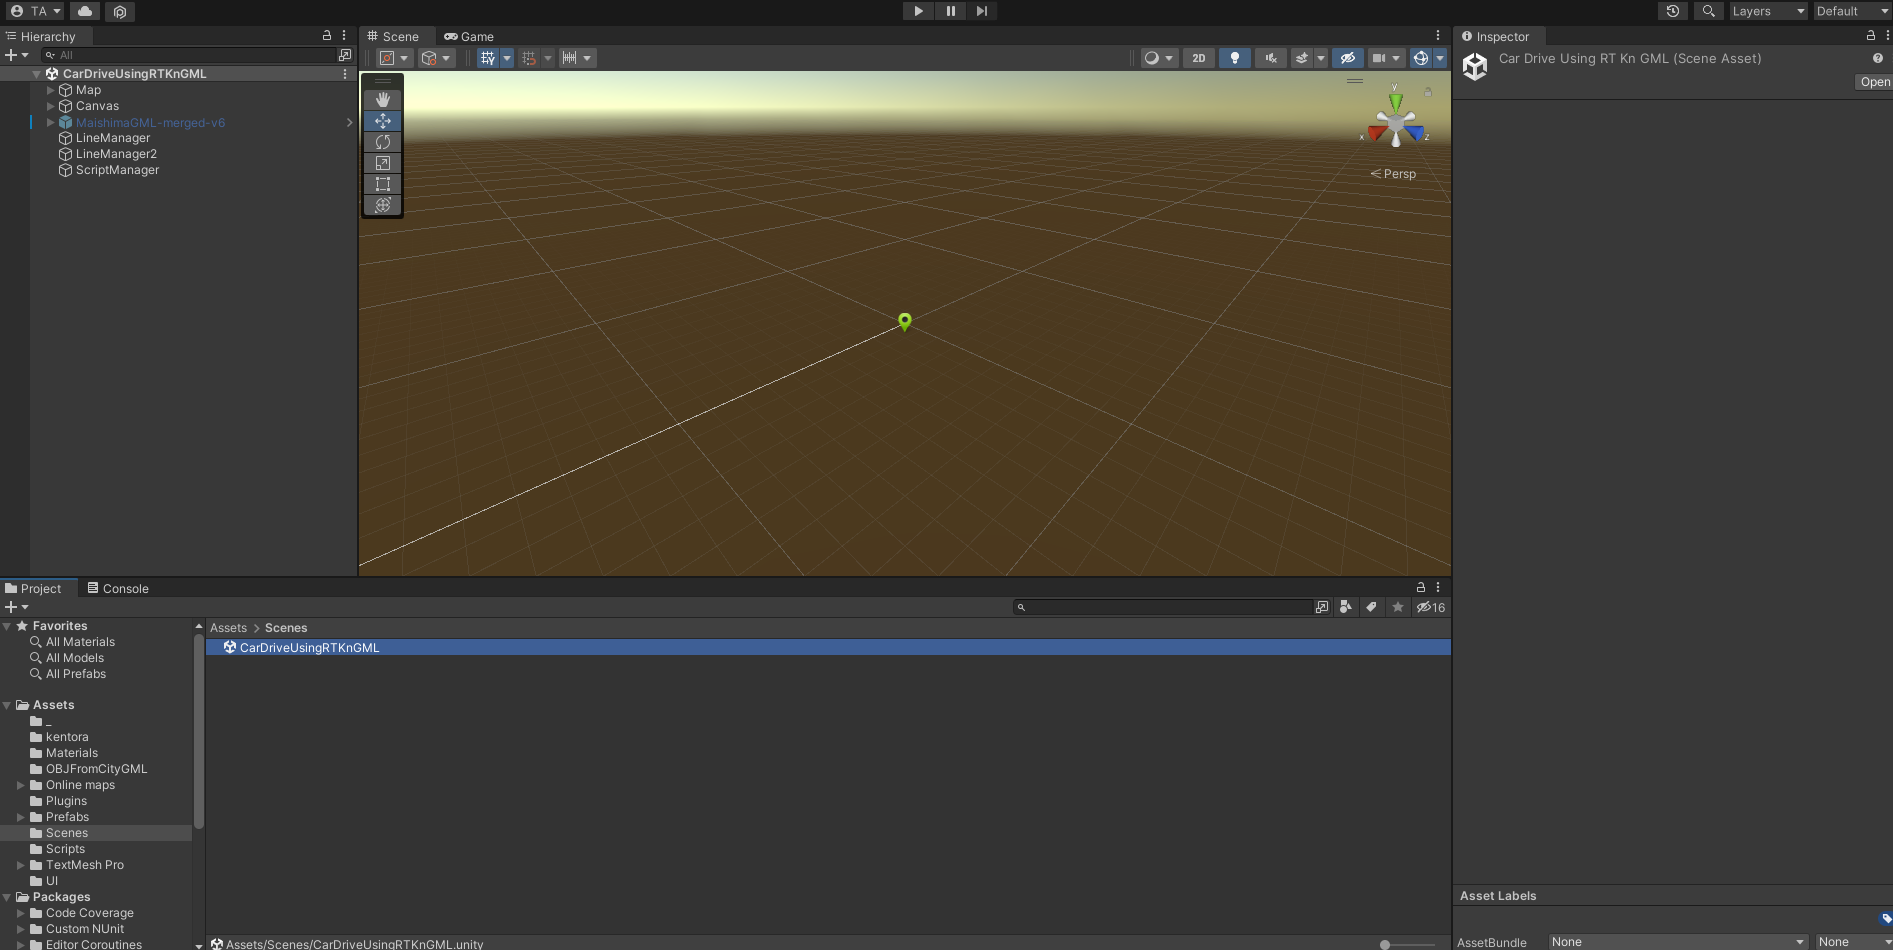 TA
Layers
Default
Hierarchy
All
CarDriveUsingRTKnGML
Map
Canvas
MaishimaGML-merged-v6
LineManager
LineManager2
ScriptManager
Scene
Game
2D
y
x
z
Persp
Inspector
Car Drive Using RT Kn GML (Scene Asset)
Open
Project
Console
16
Favorites
All Materials
All Models
All Prefabs
Assets
_
kentora
Materials
OBJFromCityGML
Online maps
Plugins
Prefabs
Scenes
Scripts
TextMesh Pro
UI
Packages
Code Coverage
Custom NUnit
Editor Coroutines
Assets > Scenes
CarDriveUsingRTKnGML
Assets/Scenes/CarDriveUsingRTKnGML.unity
Asset Labels
AssetBundle
None
None